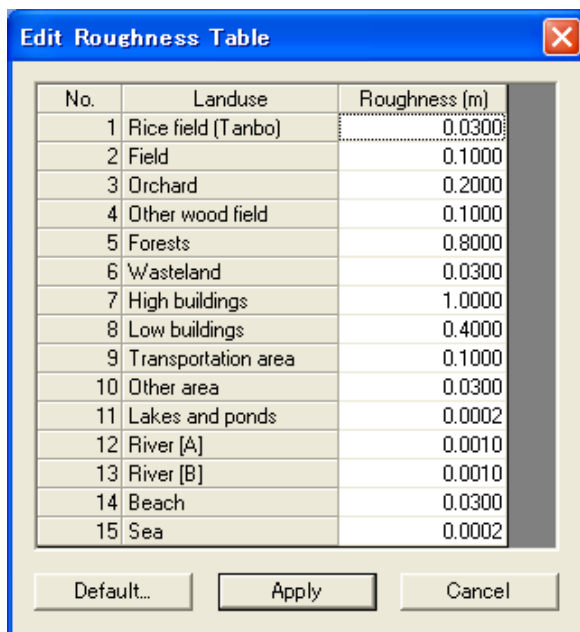 Edit Roughness Table
No. Landuse Roughness (m)
1 Rice field (Tanbo) 0.0300
2 Field 0.1000
3 Orchard 0.2000
4 Other wood field 0.1000
5 Forests 0.8000
6 Wasteland 0.0300
7 High buildings 1.0000
8 Low buildings 0.4000
9 Transportation area 0.1000
10 Other area 0.0300
11 Lakes and ponds 0.0002
12 River [A] 0.0010
13 River [B] 0.0010
14 Beach 0.0300
15 Sea 0.0002
Default... Apply Cancel